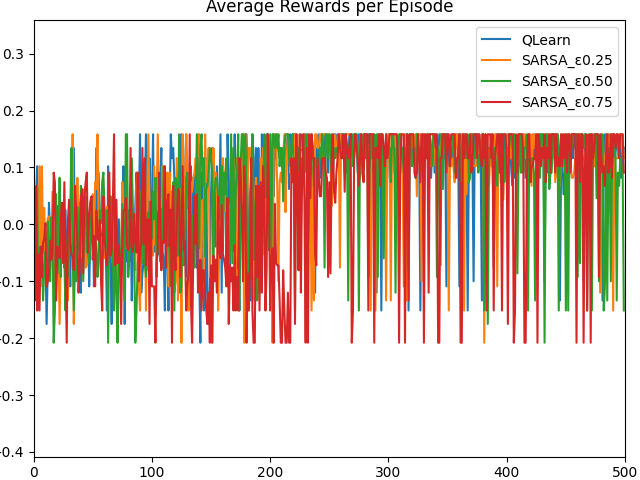 Average Rewards per Episode
QLearn
SARSA_ε0.25
SARSA_ε0.50
SARSA_ε0.75
0.3
0.2
0.1
0.0
-0.1
-0.2
-0.3
-0.4
0 100 200 300 400 500